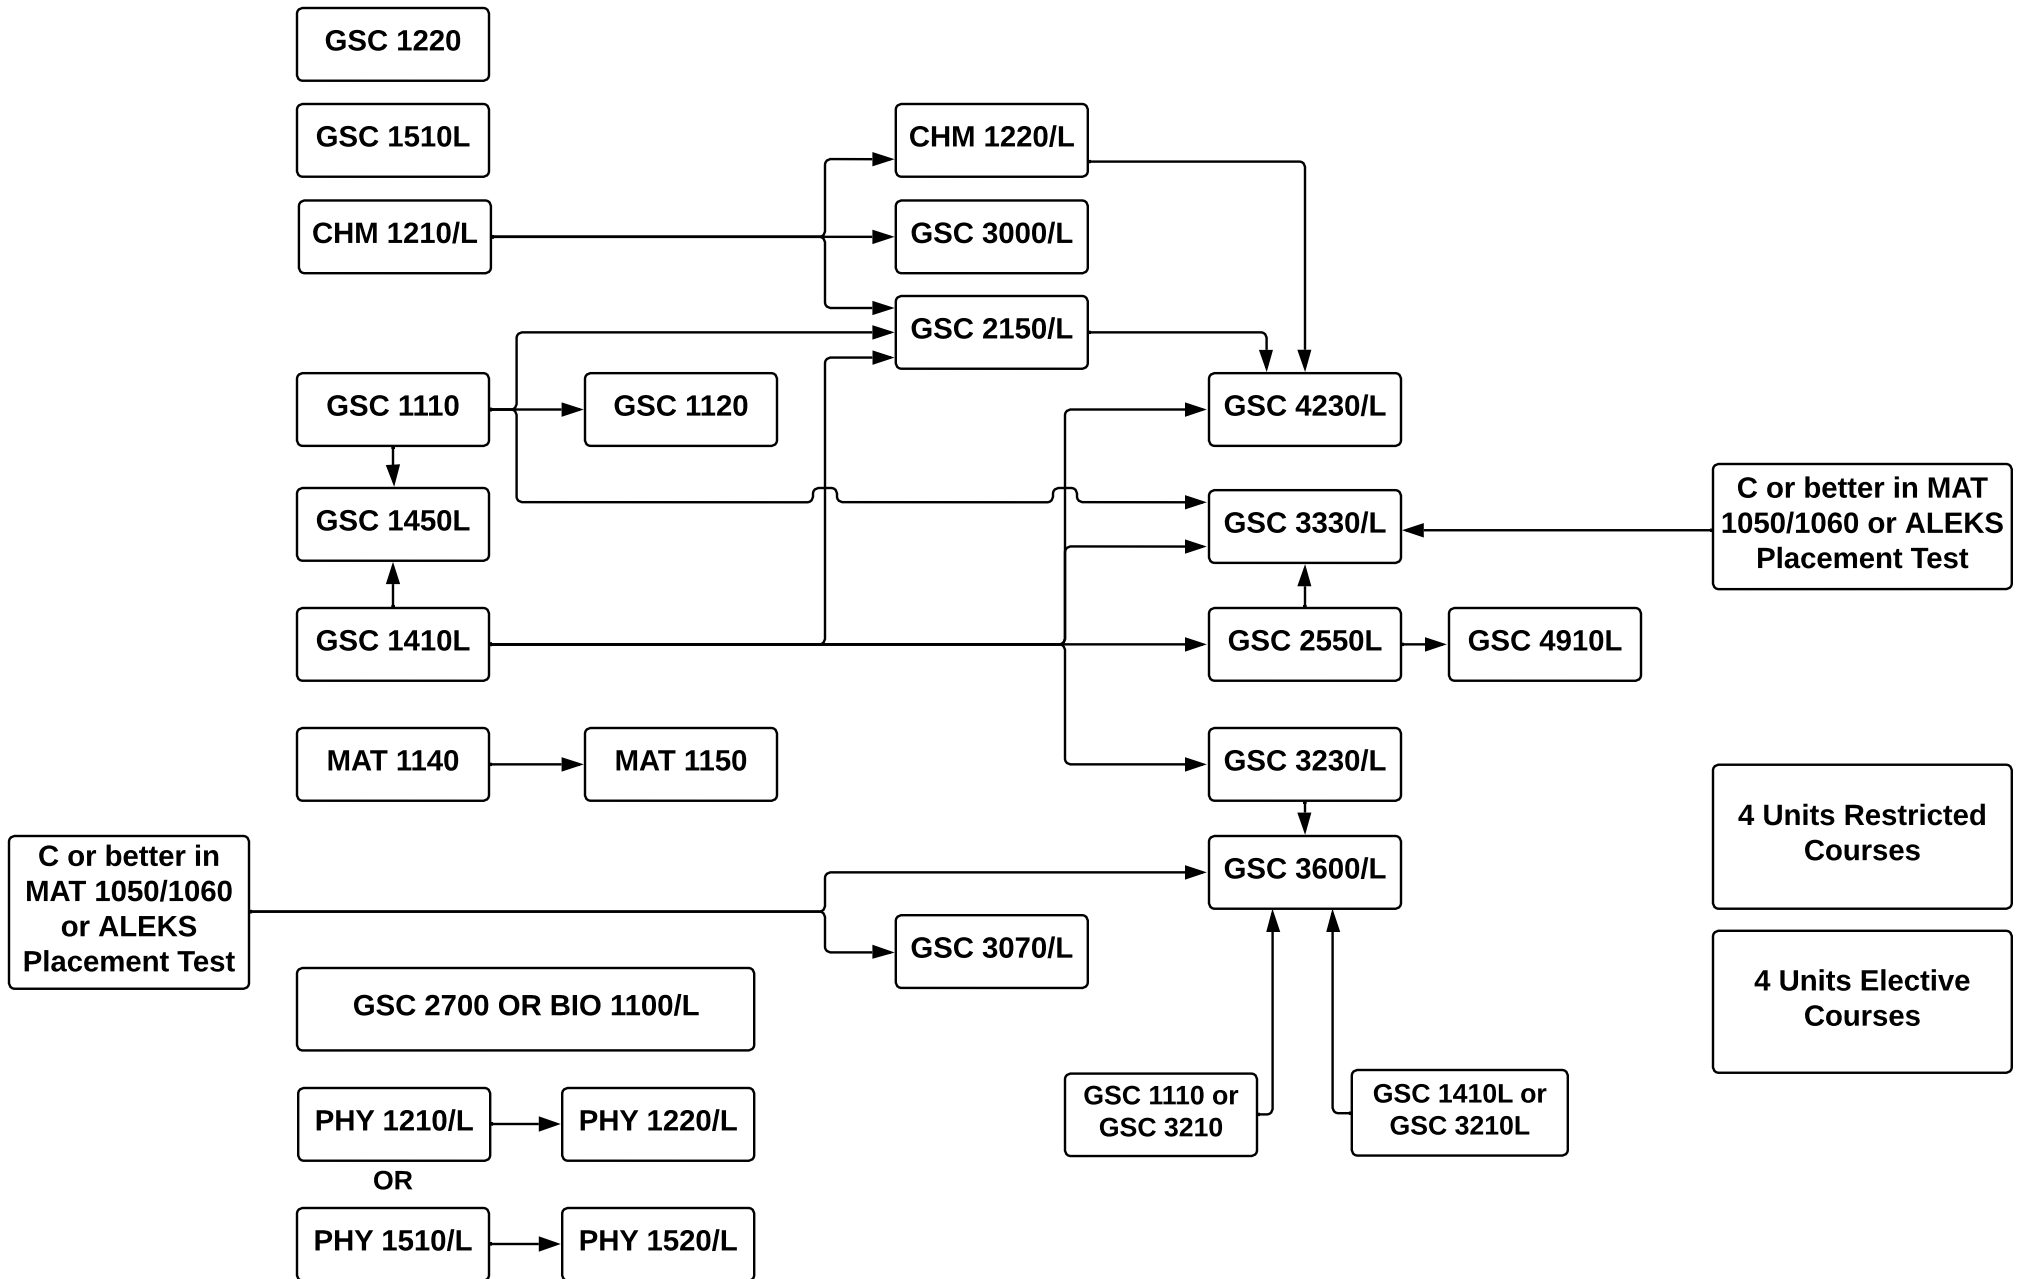 GSC 1220
GSC 1510L
CHM 1220/L
CHM 1210/L
GSC 3000/L
GSC 2150/L
GSC 1110
GSC 1120
GSC 4230/L
GSC 1450L
GSC 3330/L
C or better in MAT
1050/1060 or ALEKS
Placement Test
GSC 1410L
GSC 2550L
GSC 4910L
MAT 1140
MAT 1150
GSC 3230/L
4 Units Restricted
Courses
C or better in
MAT 1050/1060
or ALEKS
Placement Test
GSC 3600/L
GSC 3070/L
4 Units Elective
Courses
GSC 2700 OR BIO 1100/L
GSC 1110 or
GSC 3210
GSC 1410L or
GSC 3210L
PHY 1210/L
PHY 1220/L
OR
PHY 1510/L
PHY 1520/L